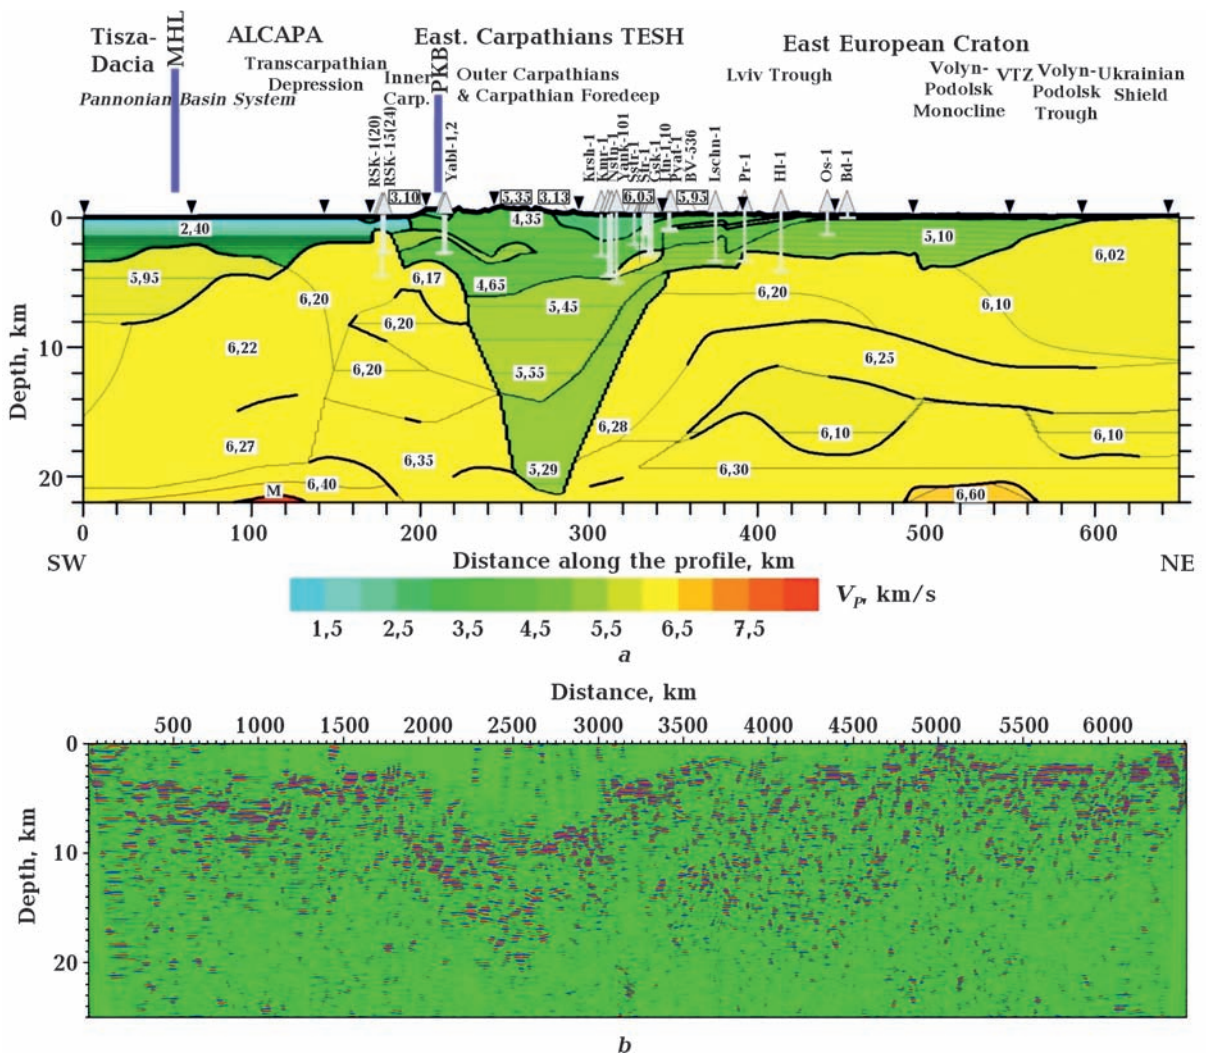 Tisza-
Dacia
MHL
ALCAPA
East. Carpathians TESH
East European Craton
Transcarpathian
Depression
Inner
Carp.
PKB
Outer Carpathians
& Carpathian Foredeep
Lviv Trough
Volyn-
Podolsk
Monocline
VTZ
Volyn-
Podolsk
Trough
Ukrainian
Shield
Pannonian Basin System
RSK-1(20)
RSK-15(24)
Yabl-1,2
Krsh-1
Yank-101
Gsk-1
Pyat-1
BV-536
Lschn-1
Pr-1
Hl-1
Os-1
Bd-1
3.10
5,35
3.13
6,05
5,95
0
10
20
Depth, km
2,40
4,35
5,10
5,95
6,17
6,02
4,65
6,20
5,45
6,20
6,10
6,20
6,22
6,25
6,20
5,55
6,28
6,10
6,10
6,27
6,35
5,29
6,30
6,40
M
6,60
0 100 200 300 400 500 600
SW
Distance along the profile, km
NE
1,5 2,5 3,5 4,5 5,5 6,5 7,5
VP, km/s
a
Distance, km
500 1000 1500 2000 2500 3000 3500 4000 4500 5000 5500 6000
0
10
20
Depth, km
b